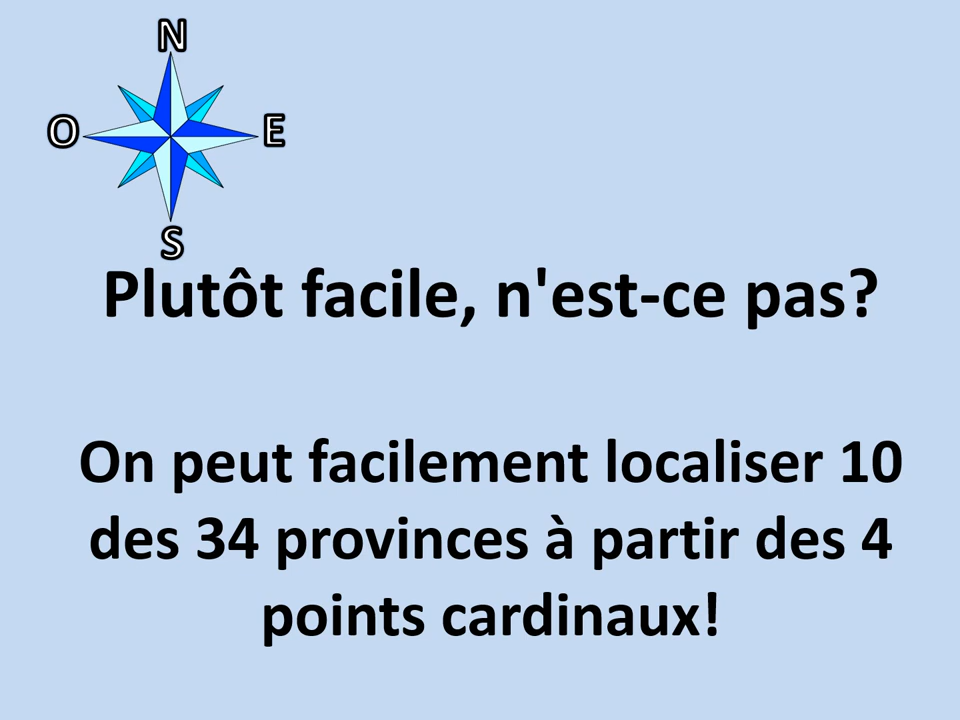 N
O E
S
Plutôt facile, n'est-ce pas?
On peut facilement localiser 10
des 34 provinces à partir des 4
points cardinaux!